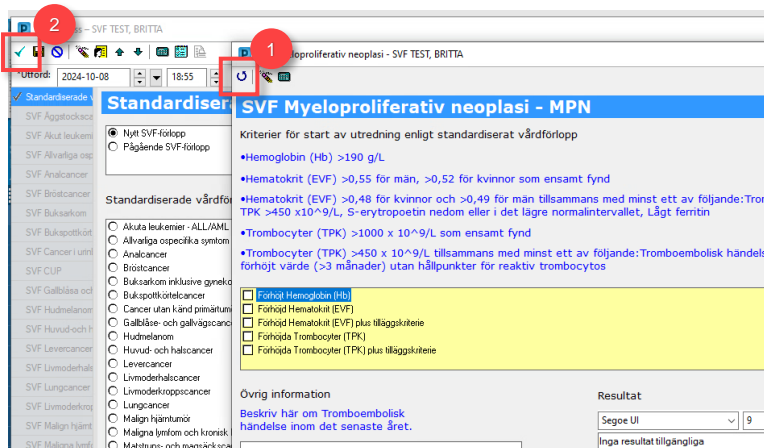 2
1
– SVF TEST, BRITTA
Myeloproliferativ neoplasi - SVF TEST, BRITTA
*Utförd: 2024-10-08 18:55
Standardiserade v
SVF Äggstocksca
SVF Akut leukemi
SVF Allvarliga osp
SVF Analcancer
SVF Bröstcancer
SVF Buksarkom
SVF Bukspottkört
SVF Cancer i urinl
SVF CUP
SVF Gallblåsa och
SVF Hudmelanom
SVF Huvud-och h
SVF Levercancer
SVF Livmoderhals
SVF Lungcancer
SVF Livmoderkrop
SVF Malign hjärnt
SVF Maligna lymfo
Standardiser
Nytt SVF-förlopp
Pågående SVF-förlopp
Standardiserade vårdför
Akuta leukemier - ALL/AML
Allvarliga ospecifika symtom
Analcancer
Bröstcancer
Buksarkom inklusive gyneko
Bukspottkörtelcancer
Cancer utan känd primärtum
Gallblåse- och gallvägscanc
Hudmelanom
Huvud- och halscancer
Levercancer
Livmoderhalscancer
Livmoderkroppscancer
Lungcancer
Malign hjärntumör
Maligna lymfom och kronisk l
Matstrups- och magsäckscan
SVF Myeloproliferativ neoplasi - MPN
Kriterier för start av utredning enligt standardiserat vårdförlopp
•Hemoglobin (Hb) >190 g/L
•Hematokrit (EVF) >0,55 för män, >0,52 för kvinnor som ensamt fynd
•Hematokrit (EVF) >0,48 för kvinnor och >0,49 för män tillsammans med minst ett av följande:Tron
TPK >450 x10^9/L, S-erytropoetin nedom eller i det lägre normalintervallet, Lågt ferritin
•Trombocyter (TPK) >1000 x 10^9/L som ensamt fynd
•Trombocyter (TPK) >450 x 10^9/L tillsammans med minst ett av följande:Tromboembolisk händels
förhöjt värde (>3 månader) utan hållpunkter för reaktiv trombocytos
Förhöjt Hemoglobin (Hb)
Förhöjd Hematokrit (EVF)
Förhöjd Hematokrit (EVF) plus tilläggskriterie
Förhöjda Trombocyter (TPK)
Förhöjda Trombocyter (TPK) plus tilläggskriterie
Övrig information
Beskriv här om Tromboembolisk
händelse inom det senaste året.
Resultat
Segoe UI 9
Inga resultat tillgängliga